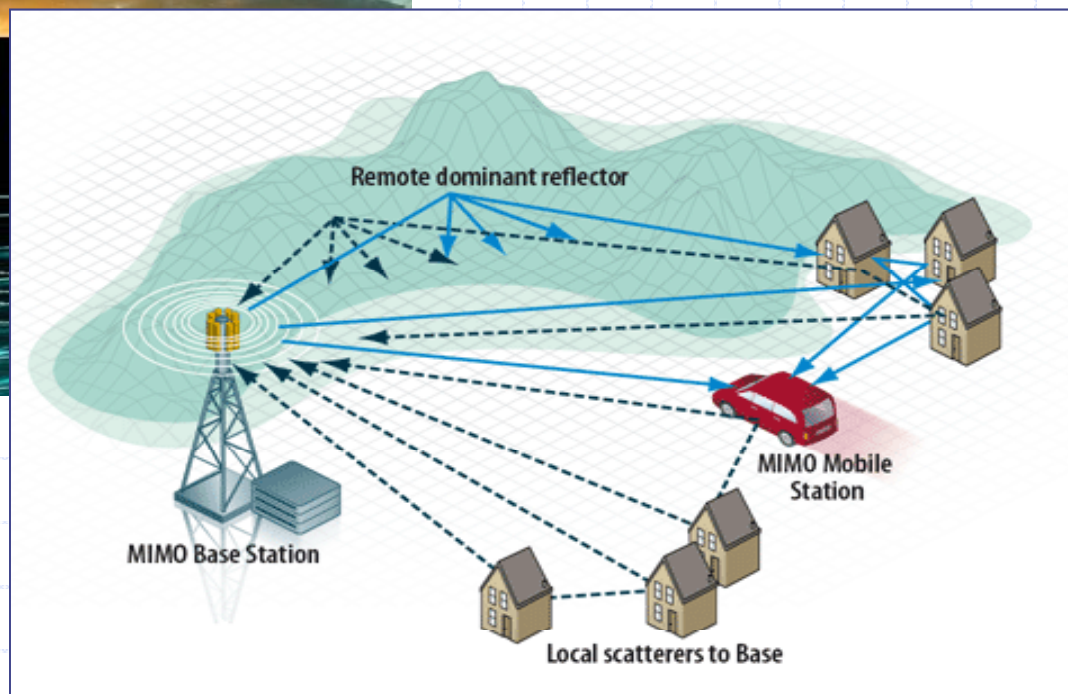 Remote dominant reflector
MIMO Mobile
Station
MIMO Base Station
Local scatterers to Base